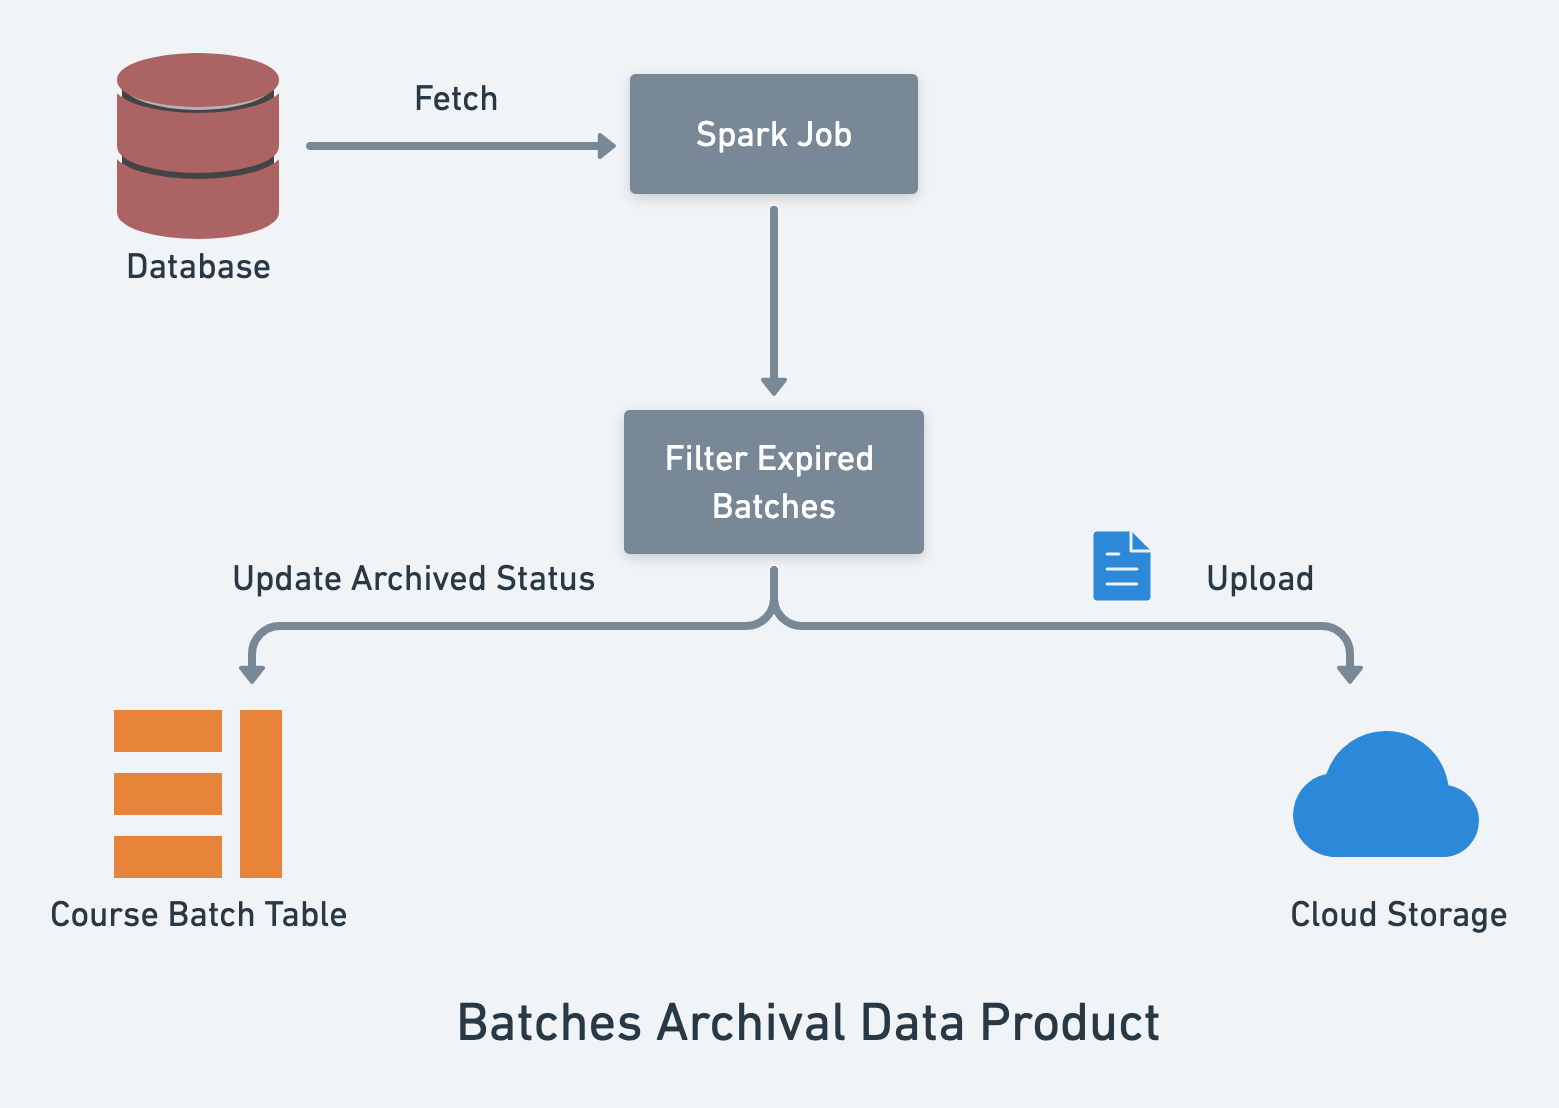 Fetch
Spark Job
Database
Filter Expired
Batches
Update Archived Status
Upload
Course Batch Table
Cloud Storage
Batches Archival Data Product